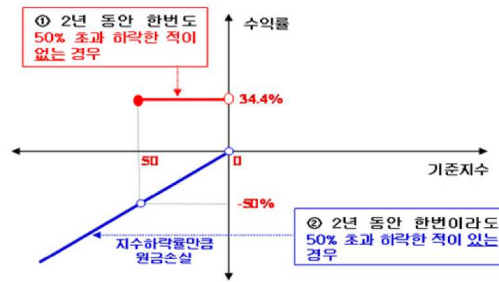 ① 2년 동안 한번도
50% 초과 하락한 적이
없는 경우
수익률
34.4%
50
0
기준지수
-50%
지수하락률만큼
원금손실
② 2년 동안 한번이라도
50% 초과 하락한 적이 있는
경우